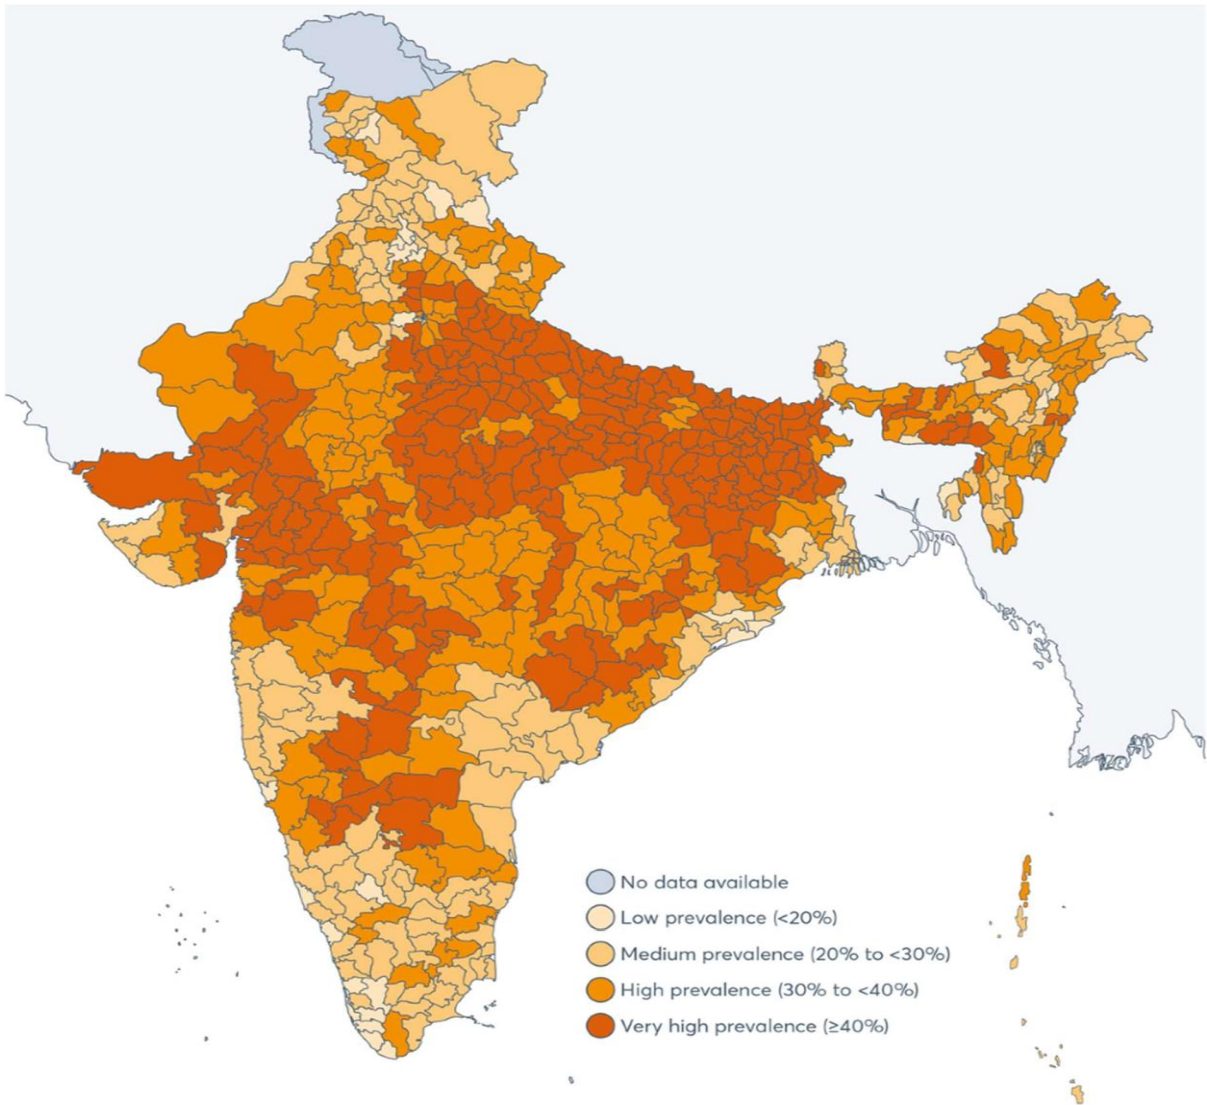 No data available
Low prevalence (<20%)
Medium prevalence (20% to <30%)
High prevalence (30% to <40%)
Very high prevalence (≥40%)